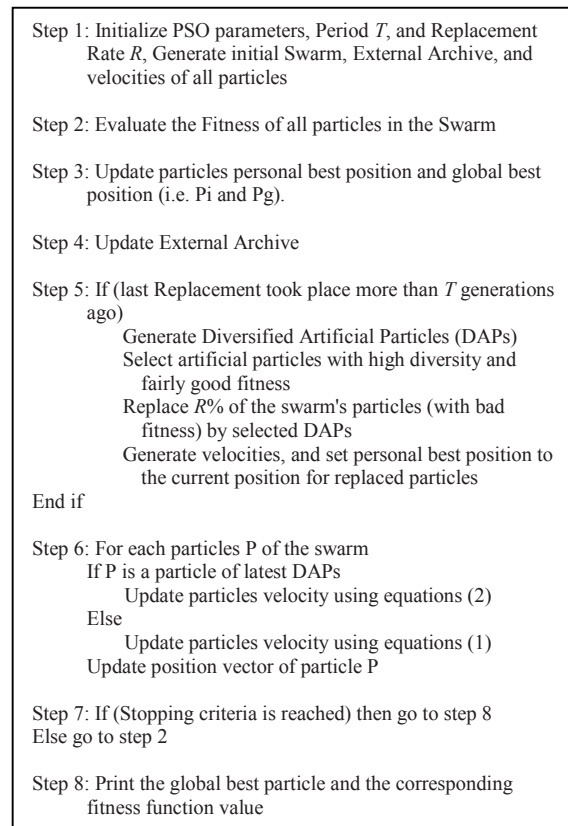 Step 1: Initialize PSO parameters, Period T, and Replacement
Rate R, Generate initial Swarm, External Archive, and
velocities of all particles
Step 2: Evaluate the Fitness of all particles in the Swarm
Step 3: Update particles personal best position and global best
position (i.e. Pi and Pg).
Step 4: Update External Archive
Step 5: If (last Replacement took place more than T generations
ago)
Generate Diversified Artificial Particles (DAPs)
Select artificial particles with high diversity and
fairly good fitness
Replace R% of the swarm's particles (with bad
fitness) by selected DAPs
Generate velocities, and set personal best position to
the current position for replaced particles
End if
Step 6: For each particles P of the swarm
If P is a particle of latest DAPs
Update particles velocity using equations (2)
Else
Update particles velocity using equations (1)
Update position vector of particle P
Step 7: If (Stopping criteria is reached) then go to step 8
Else go to step 2
Step 8: Print the global best particle and the corresponding
fitness function value